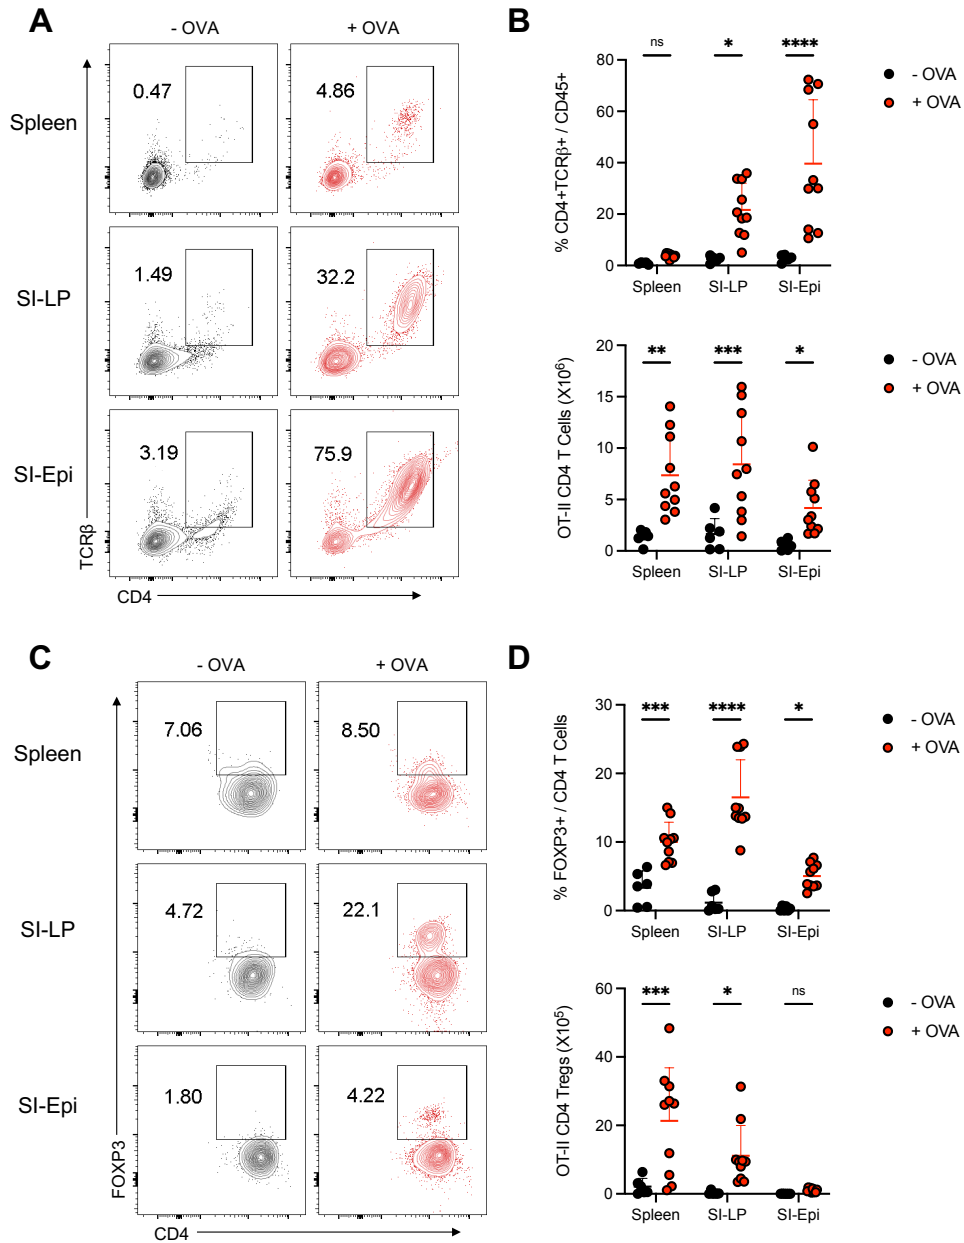 A
- OVA
+ OVA
Spleen
0.47
4.86
SI-LP
1.49
32.2
SI-Epi
3.19
75.9
TCRβ
CD4
B
ns
*
****
80
60
40
20
0
% CD4+TCRβ+ / CD45+
Spleen
SI-LP
SI-Epi
- OVA
+ OVA
**
***
*
20
15
10
5
0
OT-II CD4 T Cells (X10⁶)
Spleen
SI-LP
SI-Epi
- OVA
+ OVA
C
- OVA
+ OVA
Spleen
7.06
8.50
SI-LP
4.72
22.1
SI-Epi
1.80
4.22
FOXP3
CD4
D
***
****
*
30
20
10
0
% FOXP3+ / CD4 T Cells
Spleen
SI-LP
SI-Epi
- OVA
+ OVA
***
*
ns
60
40
20
0
OT-II CD4 Tregs (X10⁵)
Spleen
SI-LP
SI-Epi
- OVA
+ OVA